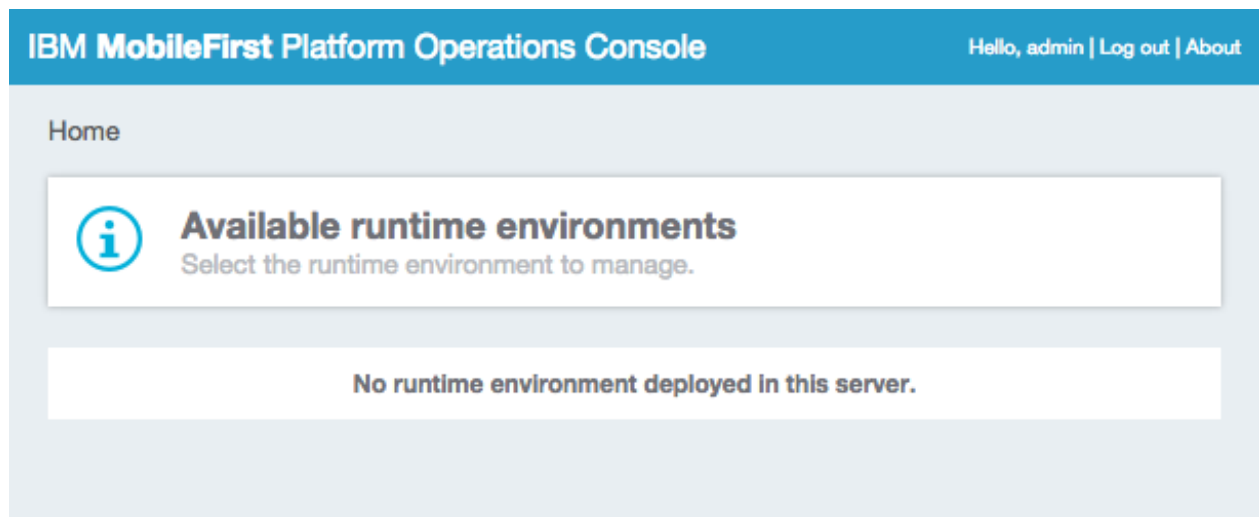 IBM MobileFirst Platform Operations Console
Hello, admin | Log out | About
Home
Available runtime environments
Select the runtime environment to manage.
No runtime environment deployed in this server.